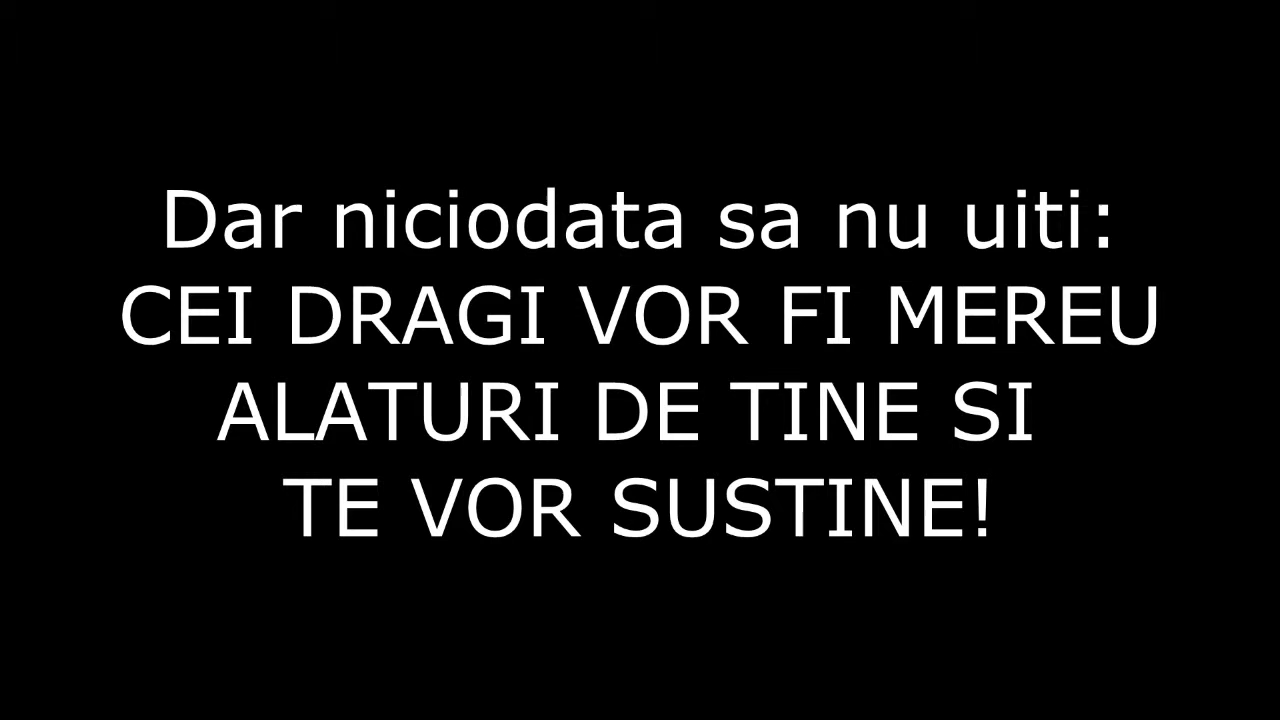 Dar niciodata sa nu uiti:
CEI DRAGI VOR FI MEREU
ALATURI DE TINE SI
TE VOR SUSTINE!